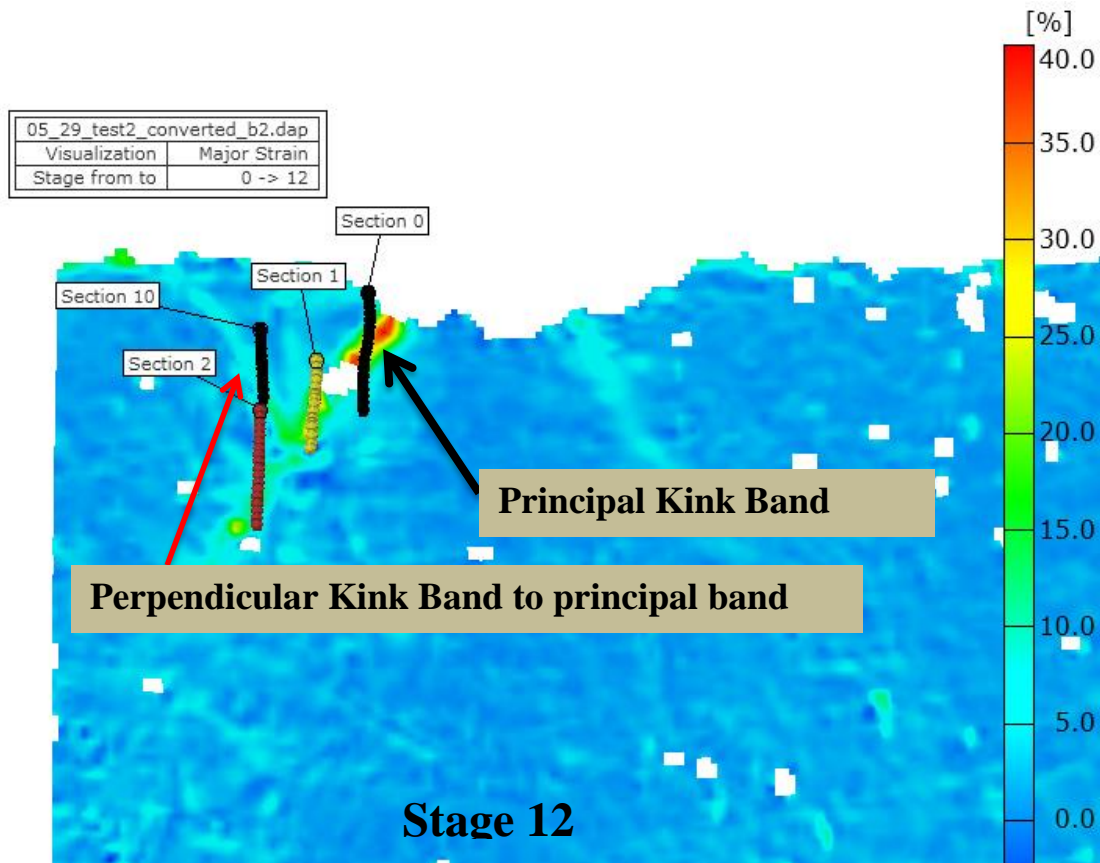 [%]
40.0
05_29_test2_converted_b2.dap
Visualization Major Strain
Stage from to 0 -> 12
35.0
30.0
Section 0
Section 1
Section 10
25.0
Section 2
20.0
Principal Kink Band
15.0
Perpendicular Kink Band to principal band
10.0
5.0
Stage 12
0.0